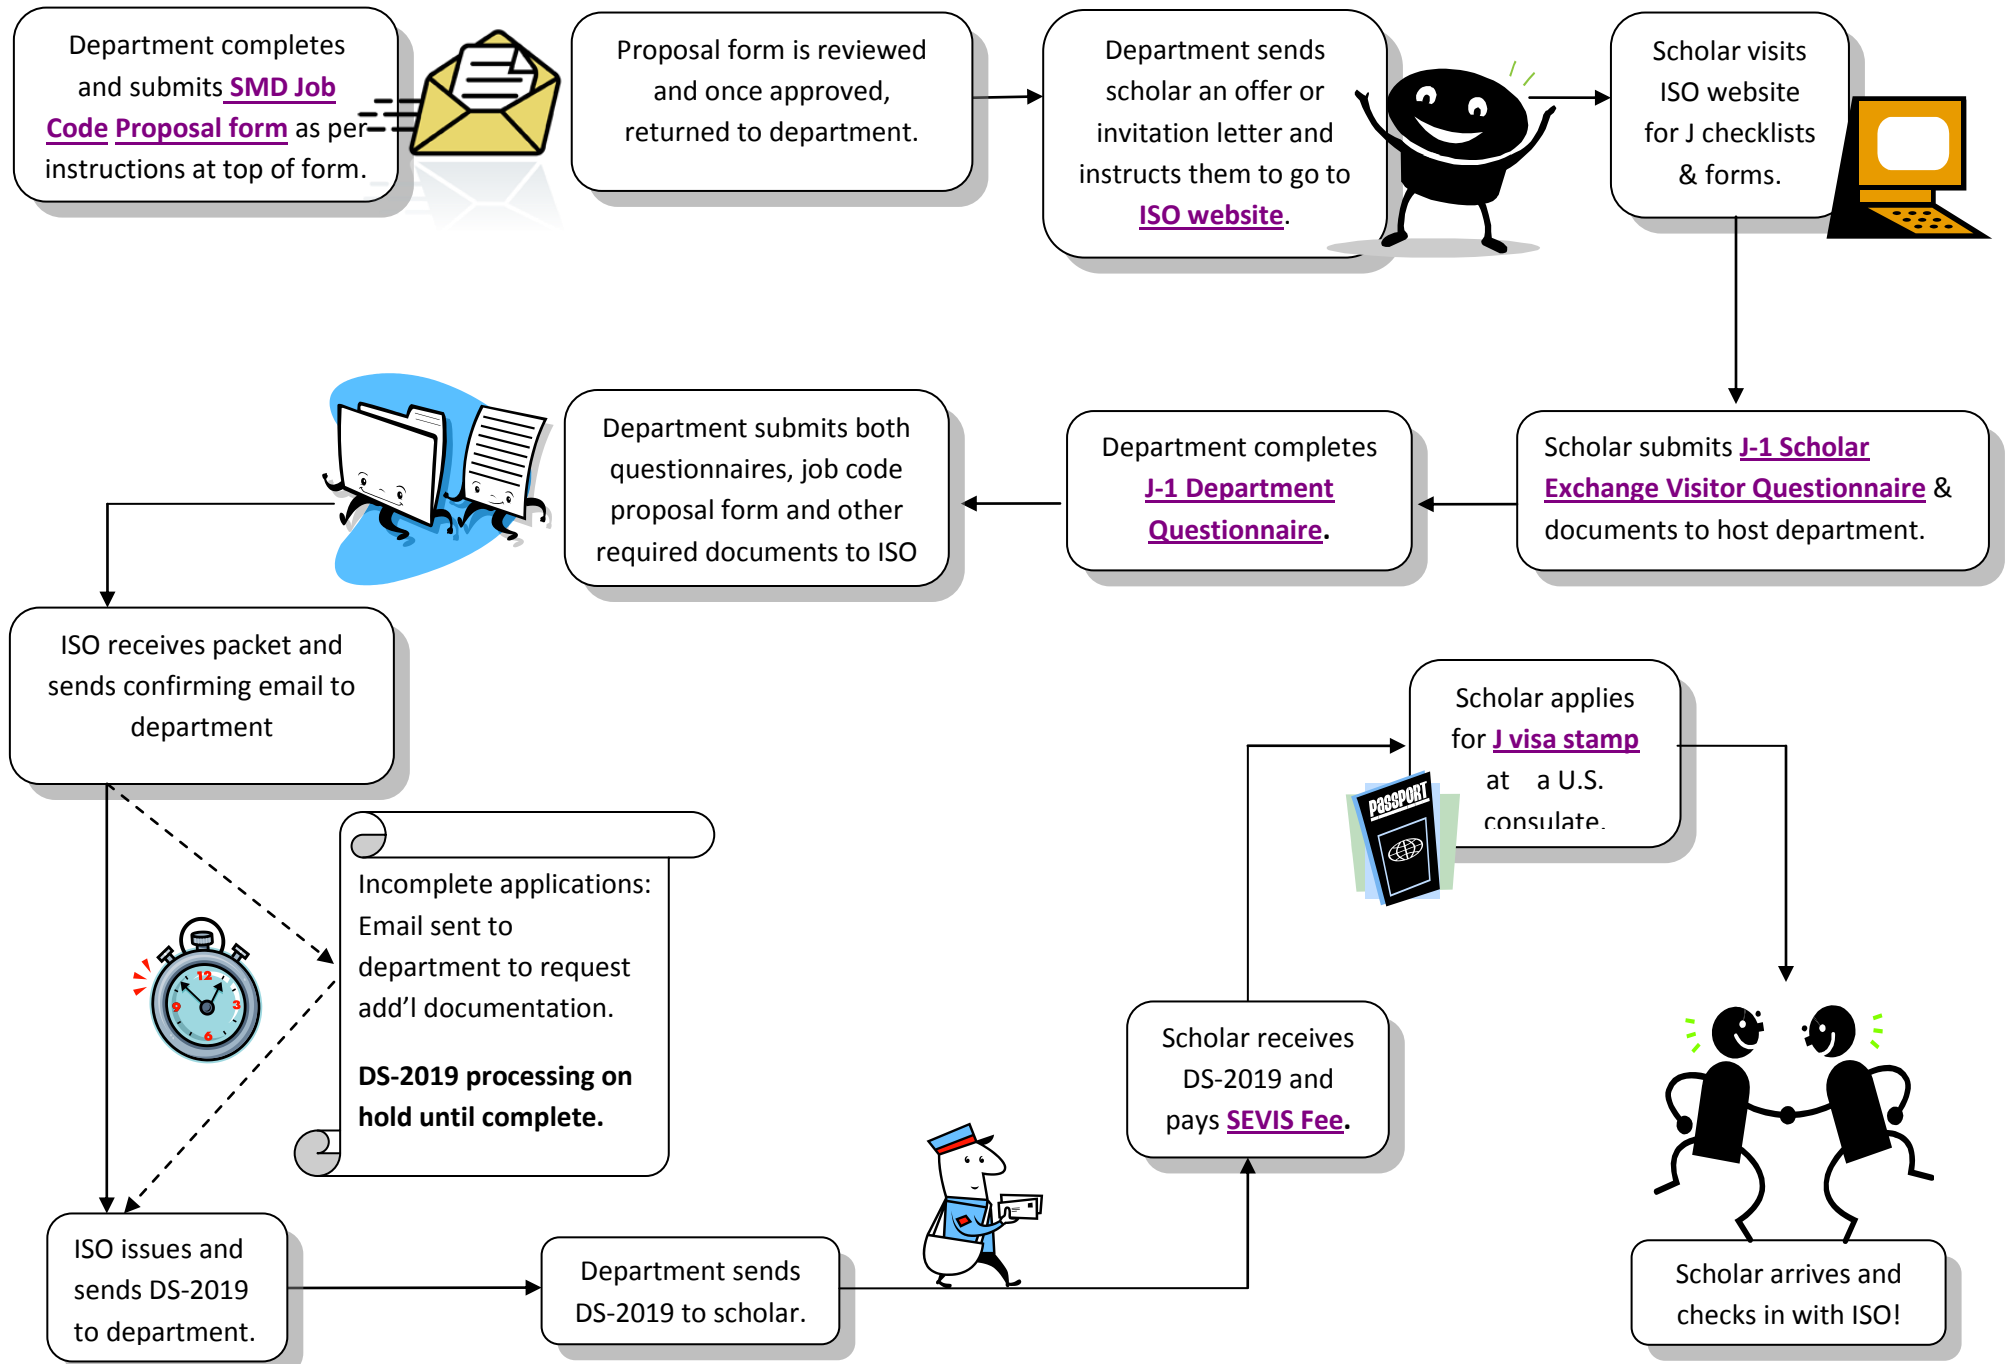 Department completes
and submits SMD Job
Code Proposal form as per
instructions at top of form.
Proposal form is reviewed
and once approved,
returned to department.
Department sends
scholar an offer or
invitation letter and
instructs them to go to
ISO website.
Scholar visits
ISO website
for J checklists
& forms.
Scholar submits J-1 Scholar
Exchange Visitor Questionnaire &
documents to host department.
Department completes
J-1 Department
Questionnaire.
Department submits both
questionnaires, job code
proposal form and other
required documents to ISO
ISO receives packet and
sends confirming email to
department
Incomplete applications:
Email sent to
department to request
add’l documentation.
DS-2019 processing on
hold until complete.
12
3
6
9
ISO issues and
sends DS-2019
to department.
Department sends
DS-2019 to scholar.
Scholar receives
DS-2019 and
pays SEVIS Fee.
Scholar applies
for J visa stamp
at a U.S.
consulate.
PASSPORT
Scholar arrives and
checks in with ISO!